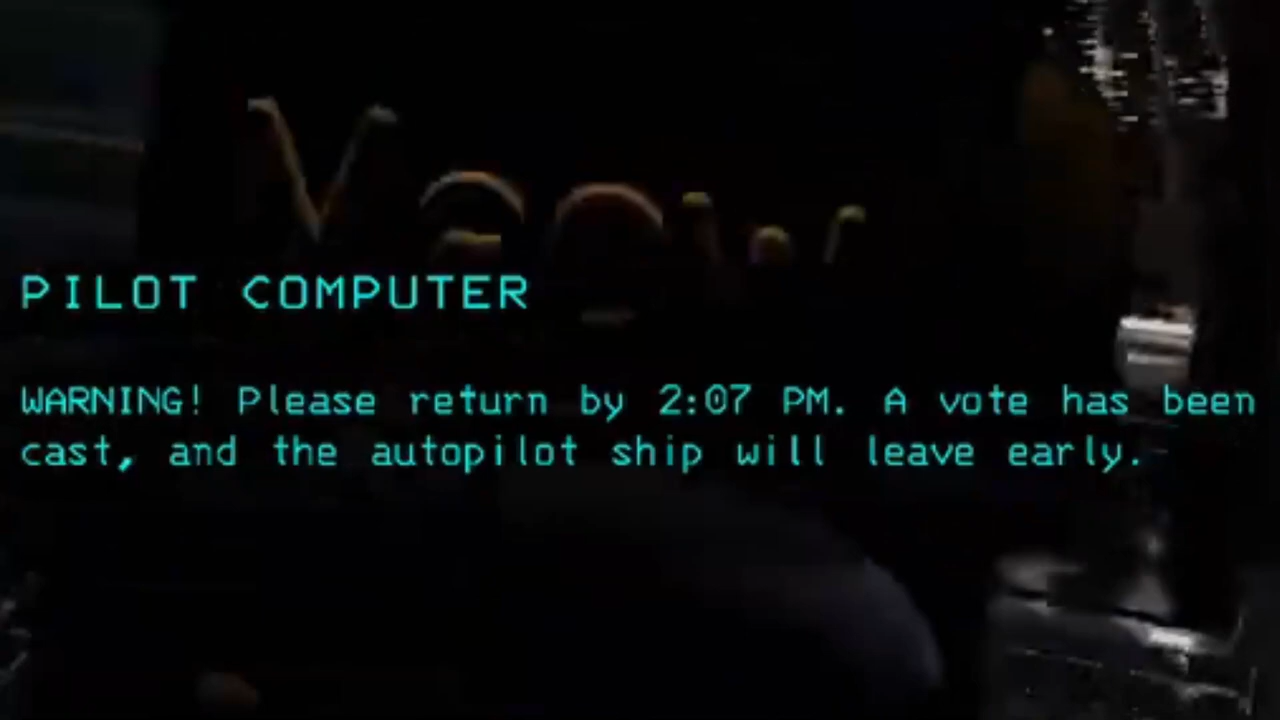 PILOT COMPUTER
WARNING! Please return by 2:07 PM. A vote has been
cast, and the autopilot ship will leave early.